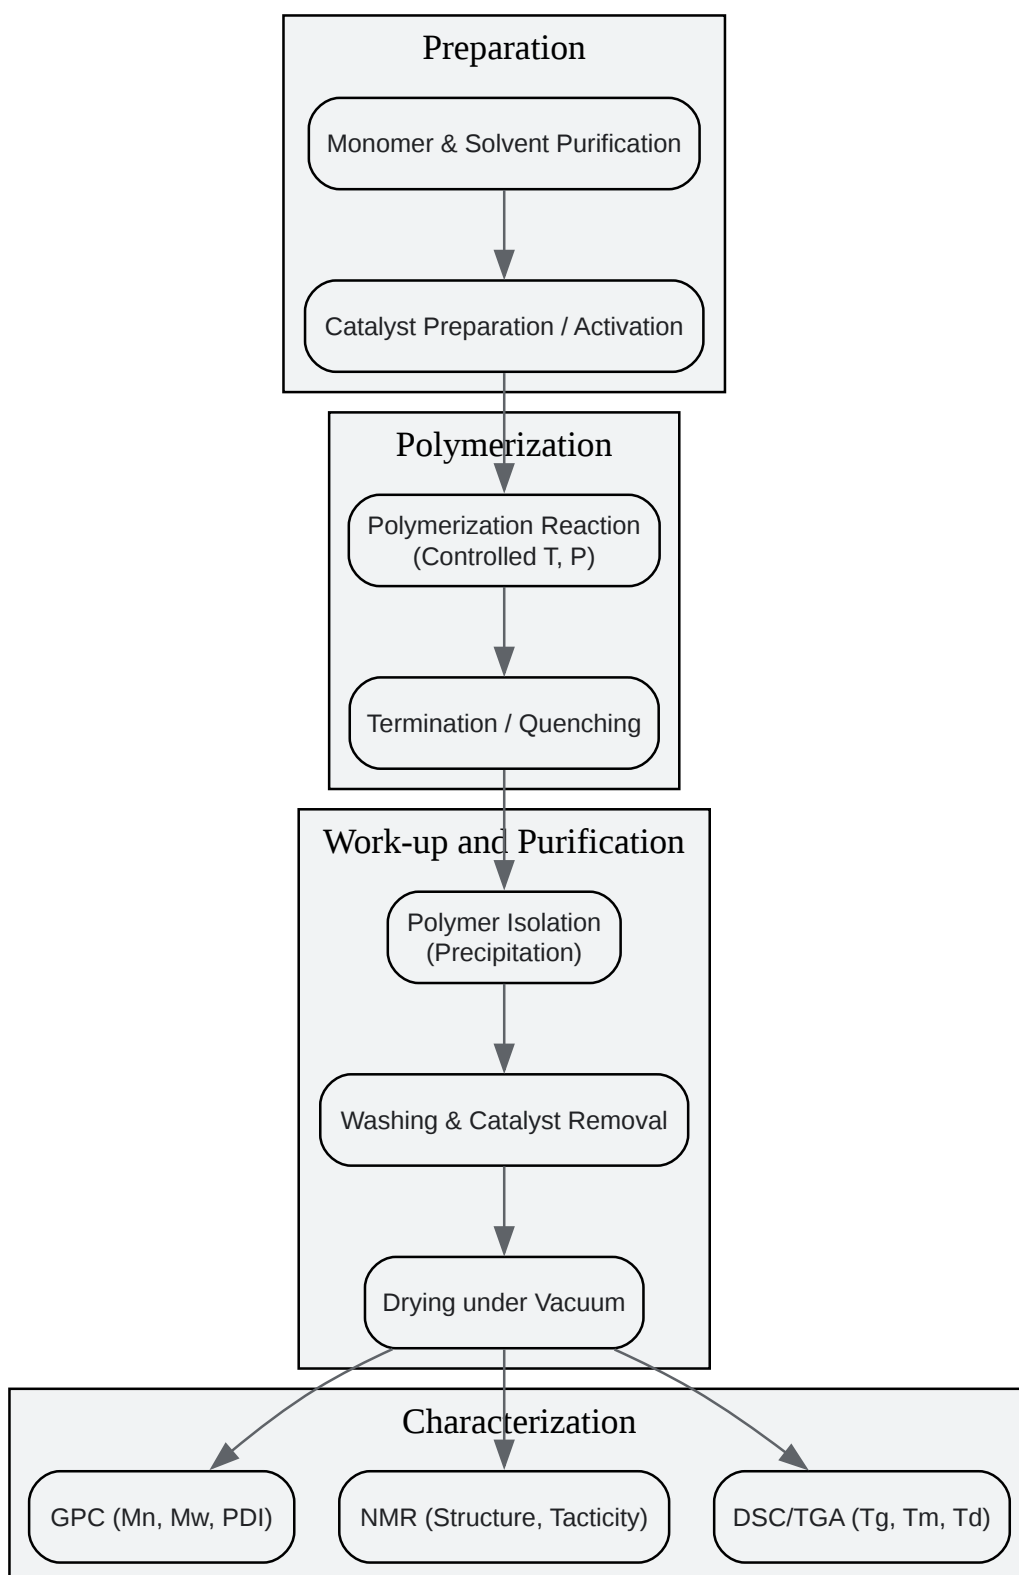 Preparation
Monomer & Solvent Purification
Catalyst Preparation / Activation
Polymerization
Polymerization Reaction
(Controlled T, P)
Termination / Quenching
Work-up and Purification
Polymer Isolation
(Precipitation)
Washing & Catalyst Removal
Drying under Vacuum
Characterization
GPC (Mn, Mw, PDI)
NMR (Structure, Tacticity)
DSC/TGA (Tg, Tm, Td)